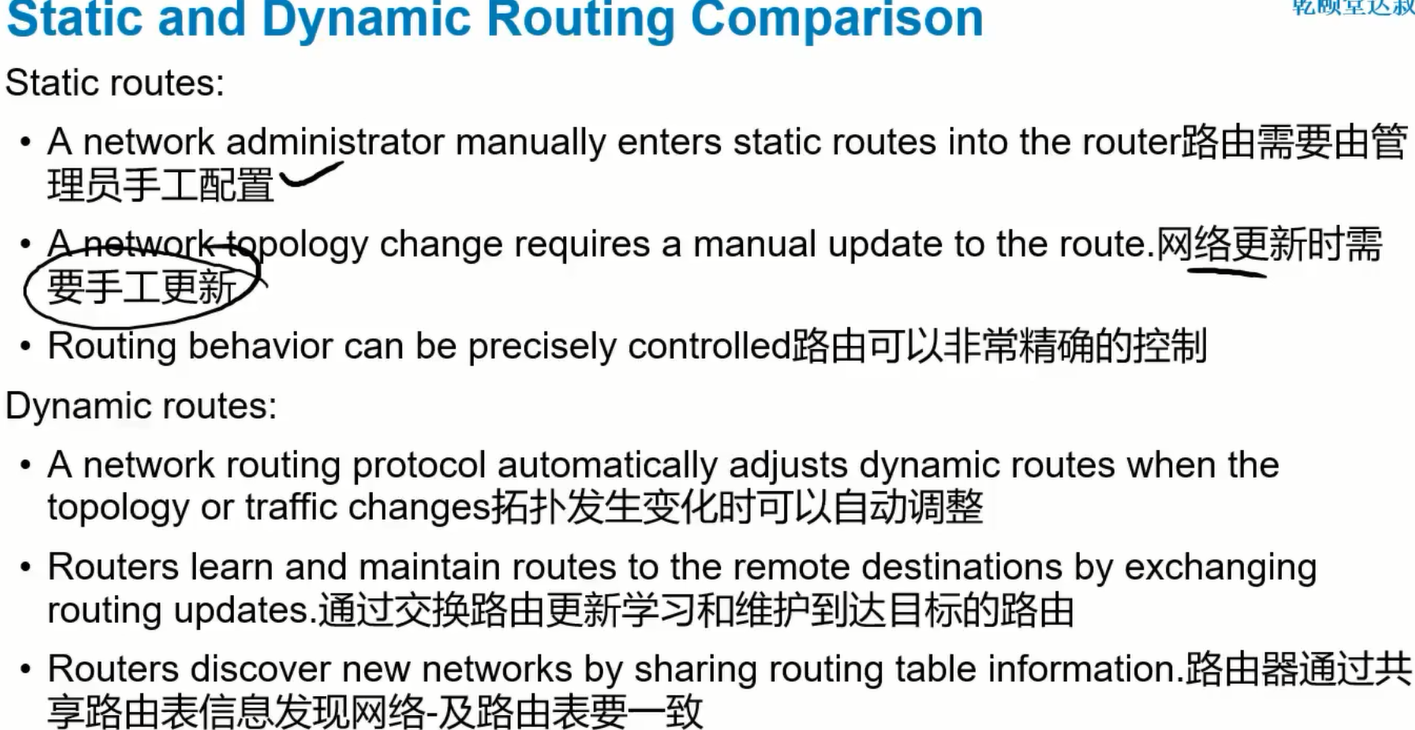 Static and Dynamic Routing Comparison
乾颐堂达叔
Static routes:
• A network administrator manually enters static routes into the router路由需要由管
理员手工配置
• A network topology change requires a manual update to the route.网络更新时需
要手工更新
• Routing behavior can be precisely controlled路由可以非常精确的控制
Dynamic routes:
• A network routing protocol automatically adjusts dynamic routes when the
topology or traffic changes拓扑发生变化时可以自动调整
• Routers learn and maintain routes to the remote destinations by exchanging
routing updates.通过交换路由更新学习和维护到达目标的路由
• Routers discover new networks by sharing routing table information.路由器通过共
享路由表信息发现网络-及路由表要一致